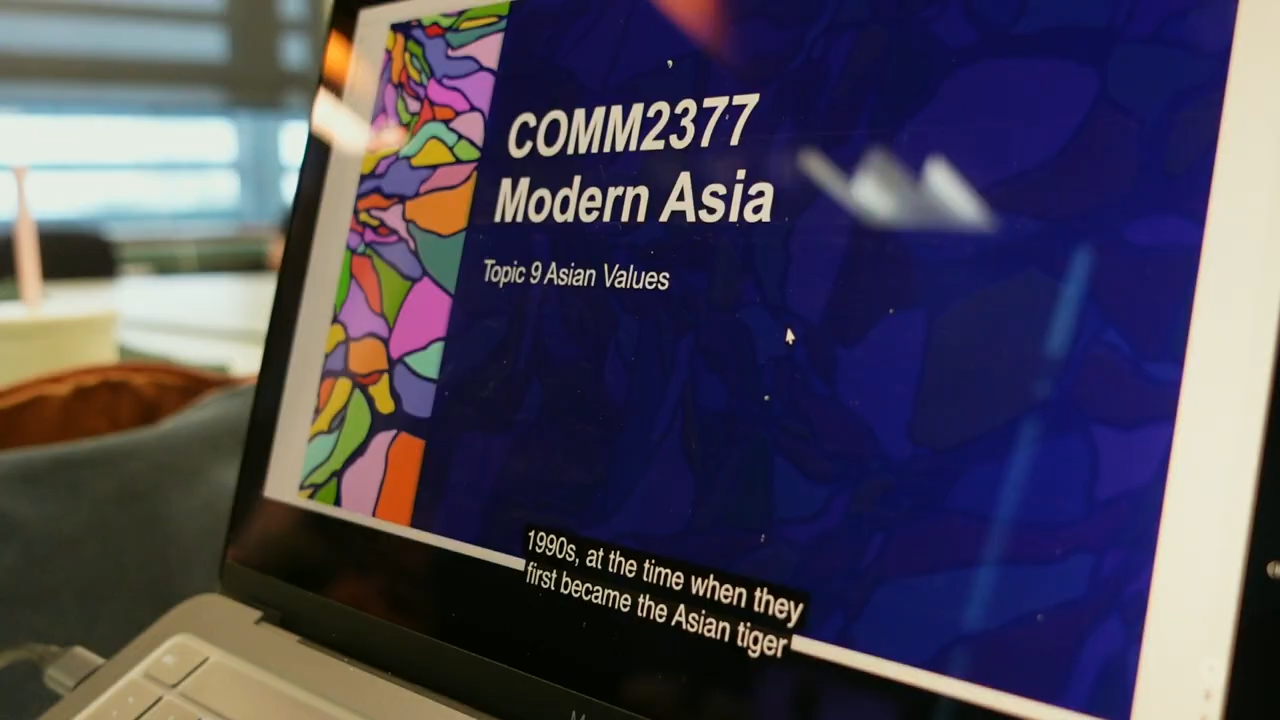 COMM2377
Modern Asia
Topic 9 Asian Values
1990s, at the time when they
first became the Asian tiger